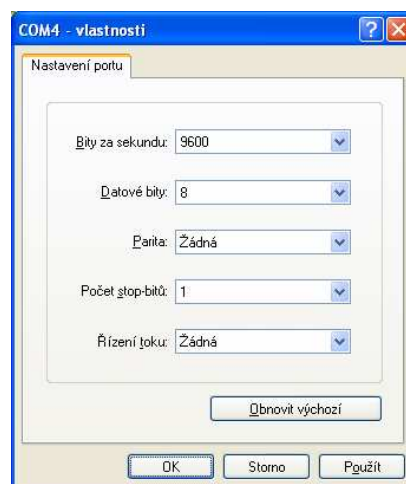 COM4 - vlastnosti
Nastavení portu
Bity za sekundu: 9600
Datové bity: 8
Parita: Žádná
Počet stop-bitů: 1
Řízení toku: Žádná
Obnovit výchozí
OK Storno Použít